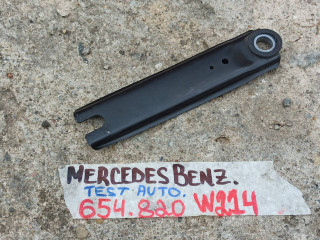 MERCEDES BENZ.
TEST AUTO.
654.820 W214